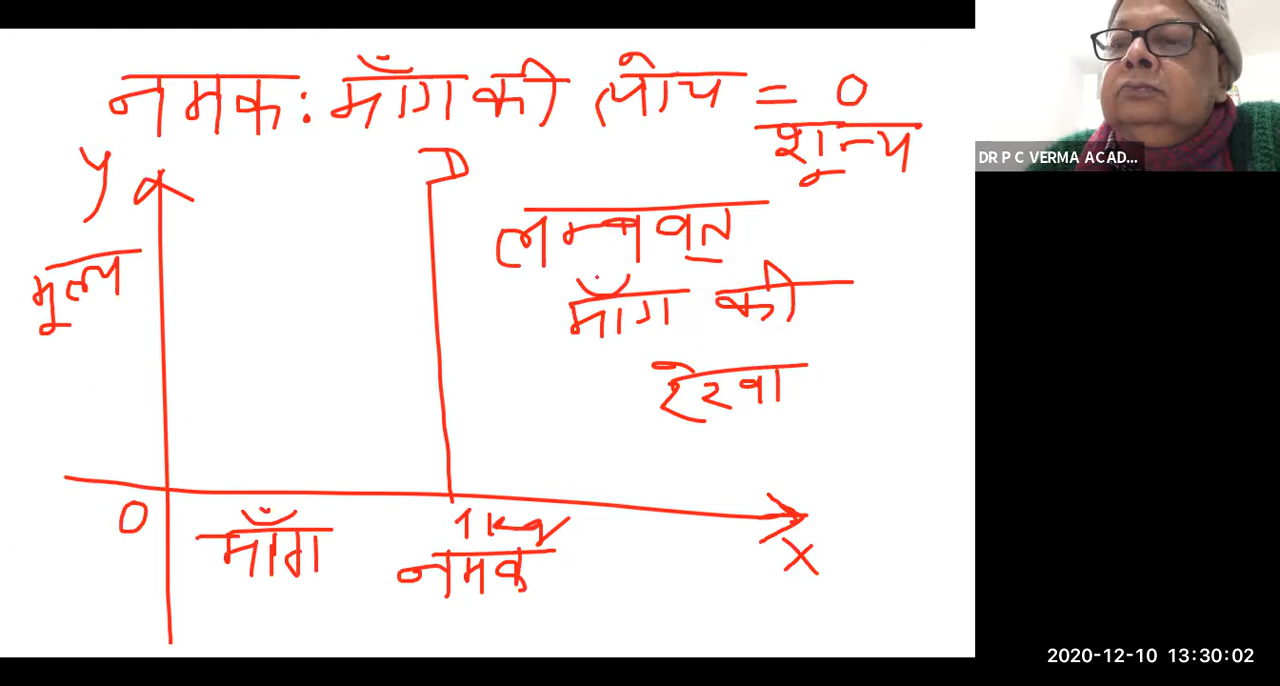 नमक: माँग की लोच = 0
शून्य
Y
D
मूल्य
लम्बवत्
माँग की
रेखा
0
माँग
1 kg
नमक
X
DR P C VERMA ACAD...
2020-12-10 13:30:02